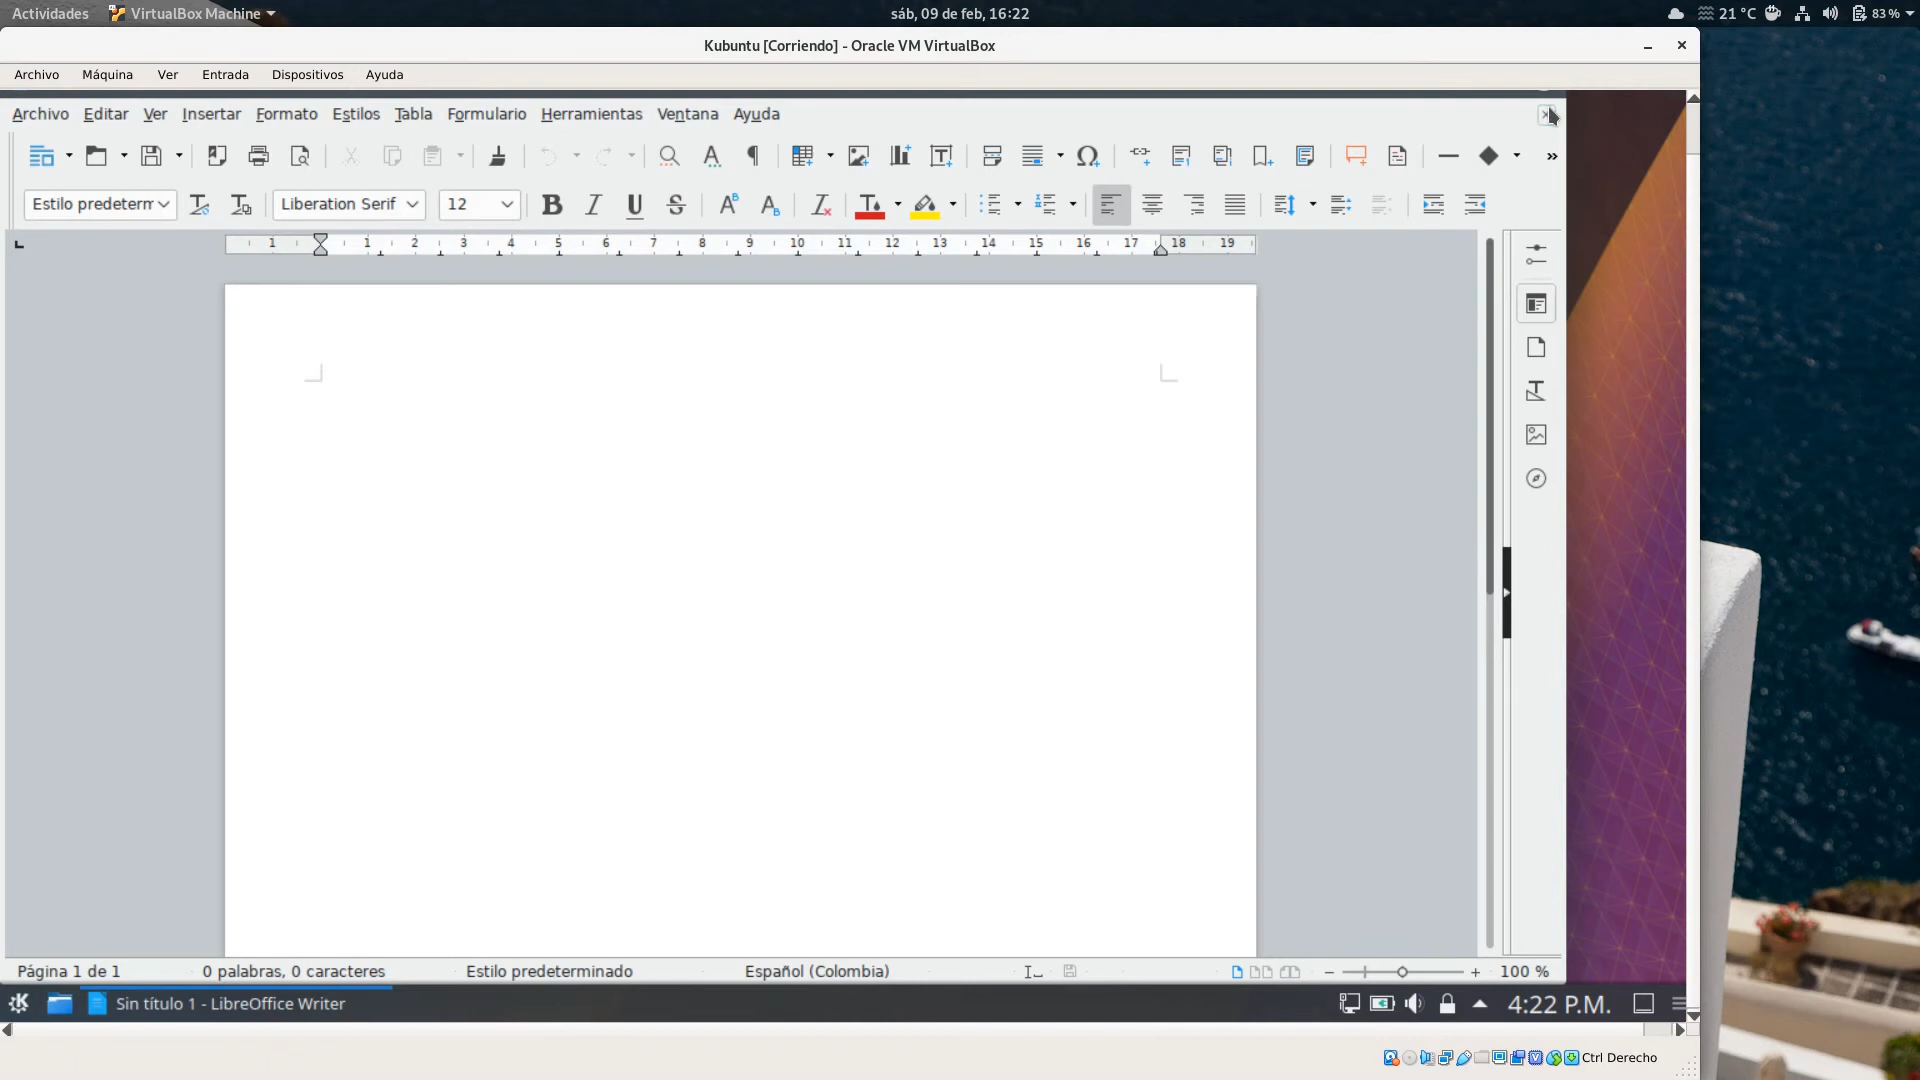 Actividades VirtualBox Machine sáb, 09 de feb, 16:22 21 °C 83 %
Kubuntu [Corriendo] - Oracle VM VirtualBox
Archivo Máquina Ver Entrada Dispositivos Ayuda
Archivo Editar Ver Insertar Formato Estilos Tabla Formulario Herramientas Ventana Ayuda
Estilo predeterm Liberation Serif 12
1 1 2 3 4 5 6 7 8 9 10 11 12 13 14 15 16 17 18 19
Página 1 de 1 0 palabras, 0 caracteres Estilo predeterminado Español (Colombia) 100 %
Sin título 1 - LibreOffice Writer 4:22 P.M.
Ctrl Derecho